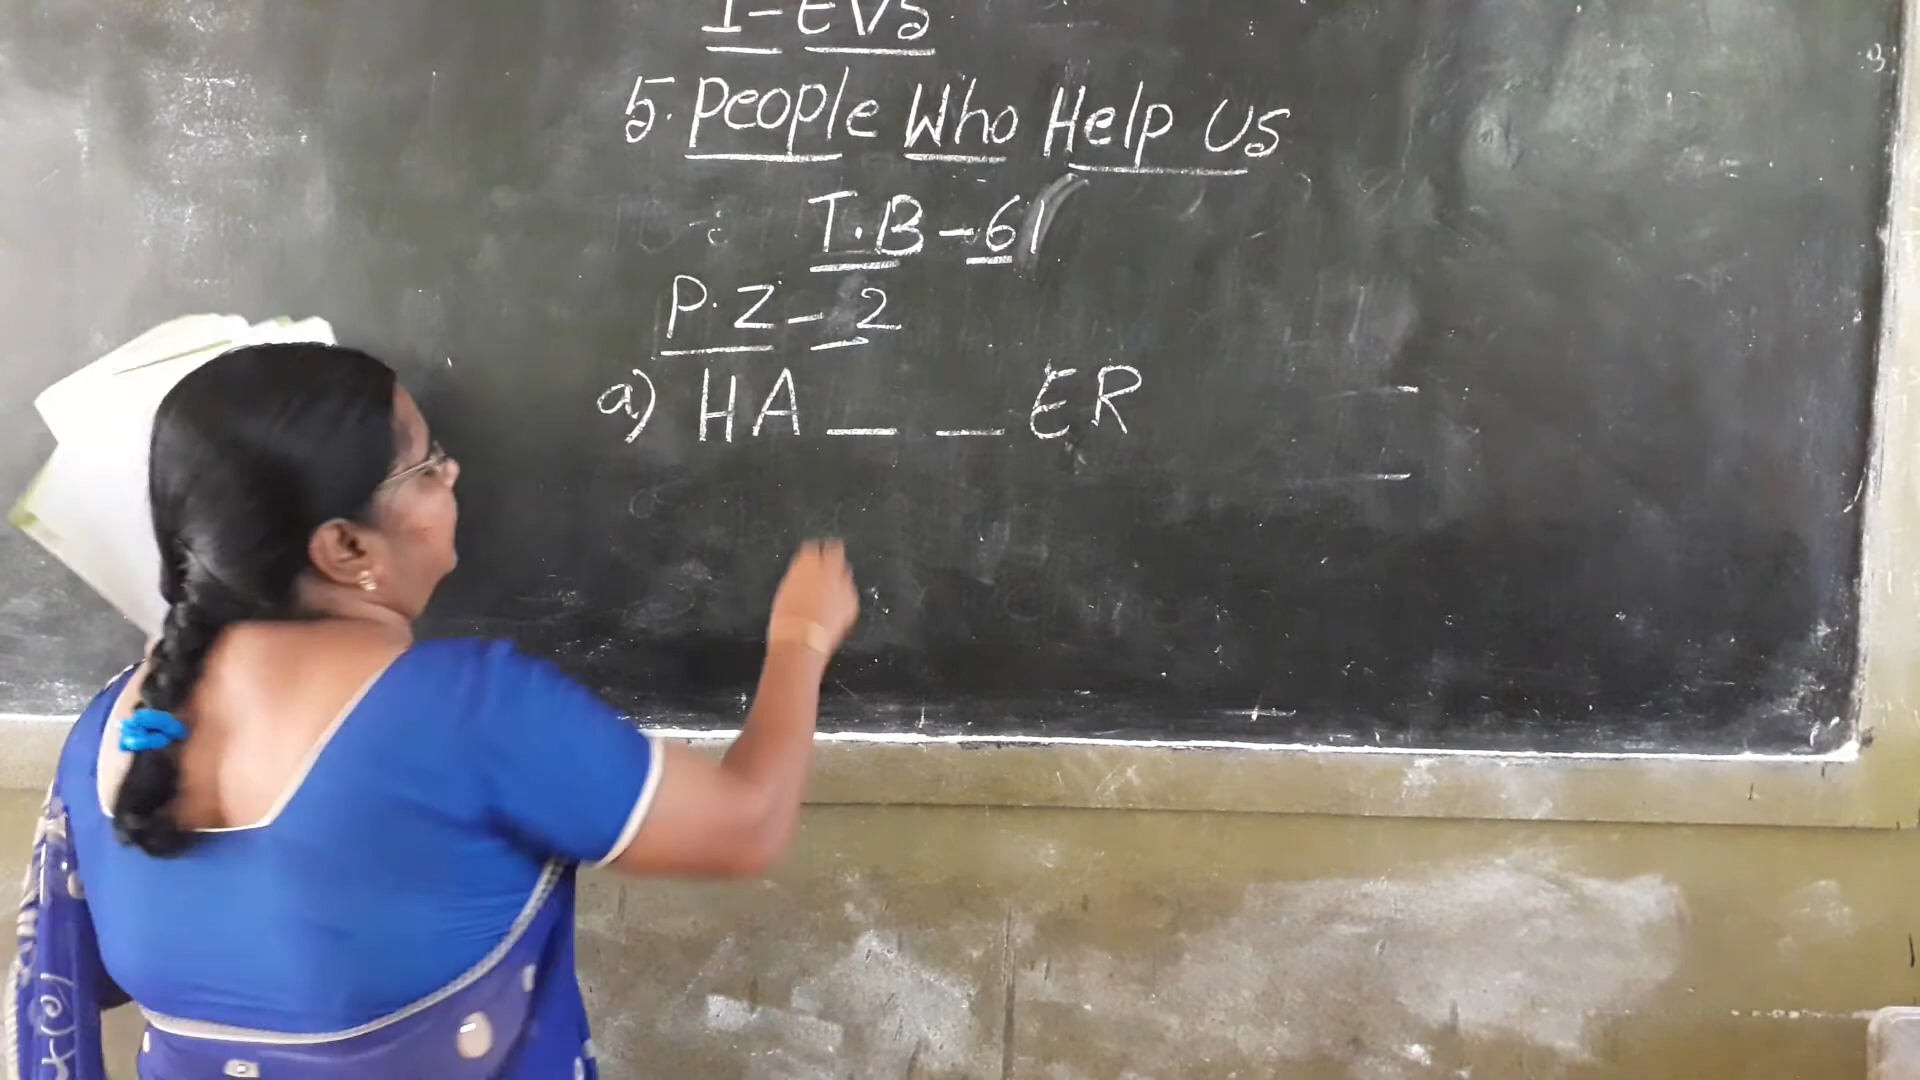 I-EVS
5. People Who Help Us
T.B-61
P.Z-2
a) HA _ _ ER